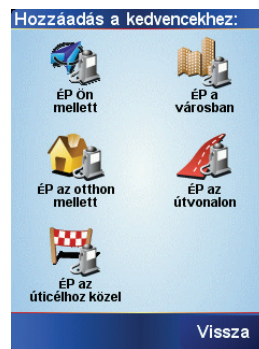 Hozzáadás a kedvencekhez:
ÉP Ön
mellett
ÉP a
városban
ÉP az otthon
mellett
ÉP az
útvonalon
ÉP az
úticélhoz közel
Vissza